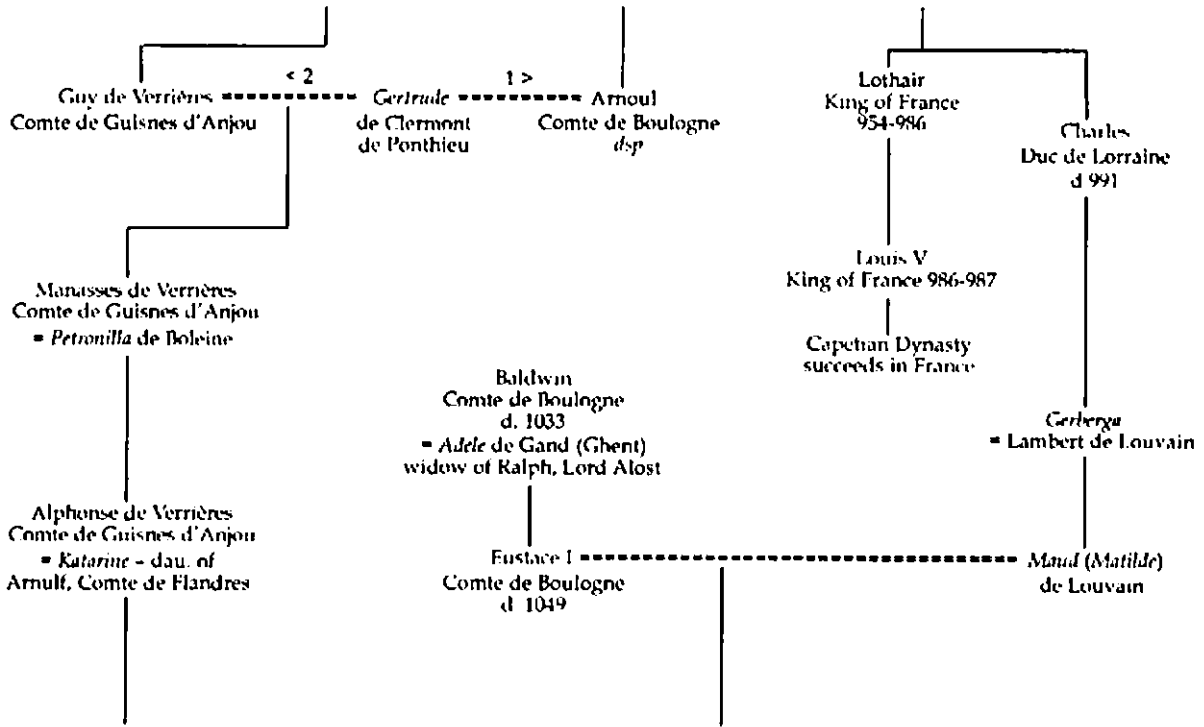 < 2
1 >
Guy de Verrières
Comte de Guisnes d'Anjou
Gertrude
de Clermont
de Ponthieu
Arnoul
Comte de Boulogne
dsp
Lothair
King of France
954-986
Charles
Duc de Lorraine
d 991
Manasses de Verrières
Comte de Guisnes d'Anjou
= Petronilla de Boleine
Louis V
King of France 986-987
Capetian Dynasty
succeeds in France
Baldwin
Comte de Boulogne
d. 1033
= Adele de Gand (Ghent)
widow of Ralph, Lord Alost
Gerberga
= Lambert de Louvain
Alphonse de Verrières
Comte de Guisnes d'Anjou
= Katarine – dau. of
Arnulf, Comte de Flandres
Eustace I
Comte de Boulogne
d. 1049
Maud (Matilde)
de Louvain